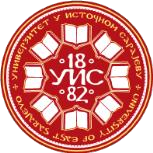 УНИВЕРЗИТЕТ У ИСТОЧНОМ САРАЈЕВУ
18
УИС
82
UNIVERSITY OF EAST SARAJEVO